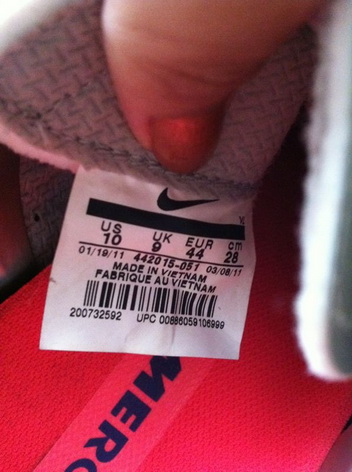 US UK EUR cm
10 9 44 28
01/19/11 442015-051 03/08/11
MADE IN VIETNAM
FABRIQUE AU VIETNAM
200732592 UPC 00886059106999
MERC